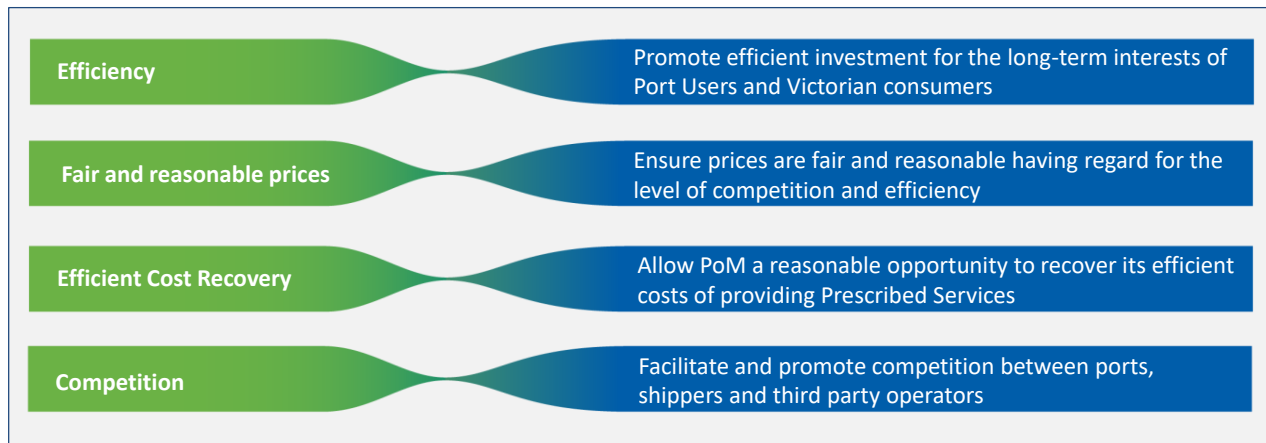 Efficiency
Promote efficient investment for the long-term interests of
Port Users and Victorian consumers
Fair and reasonable prices
Ensure prices are fair and reasonable having regard for the
level of competition and efficiency
Efficient Cost Recovery
Allow PoM a reasonable opportunity to recover its efficient
costs of providing Prescribed Services
Competition
Facilitate and promote competition between ports,
shippers and third party operators